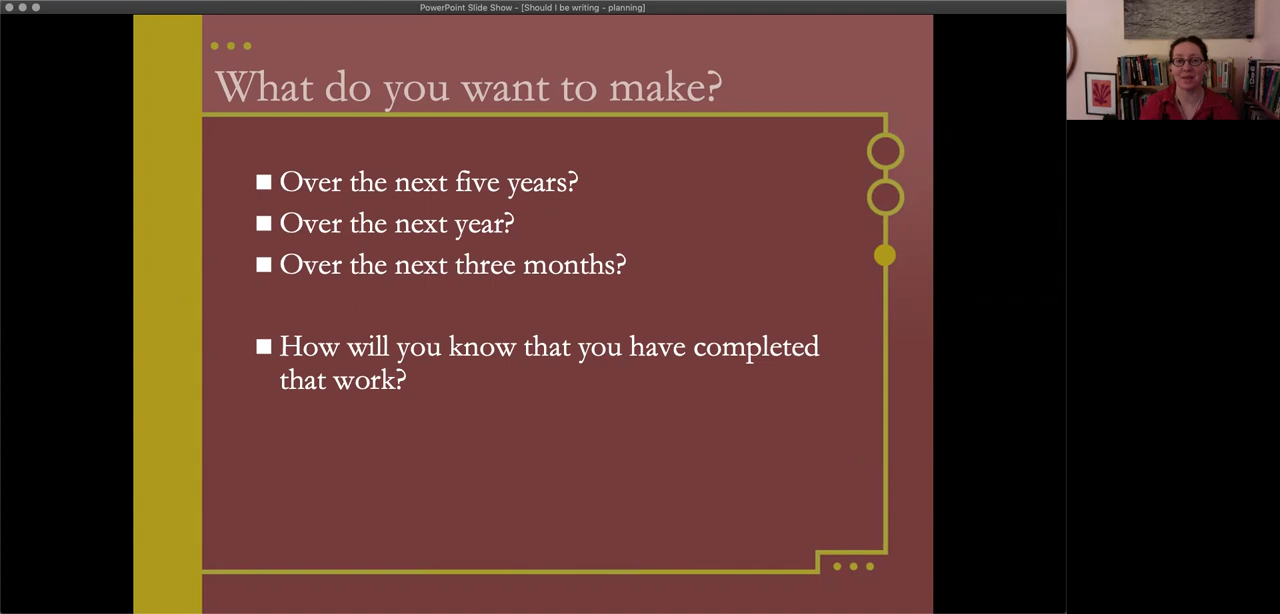 PowerPoint Slide Show - [Should I be writing - planning]
What do you want to make?
Over the next five years?
Over the next year?
Over the next three months?
How will you know that you have completed
that work?